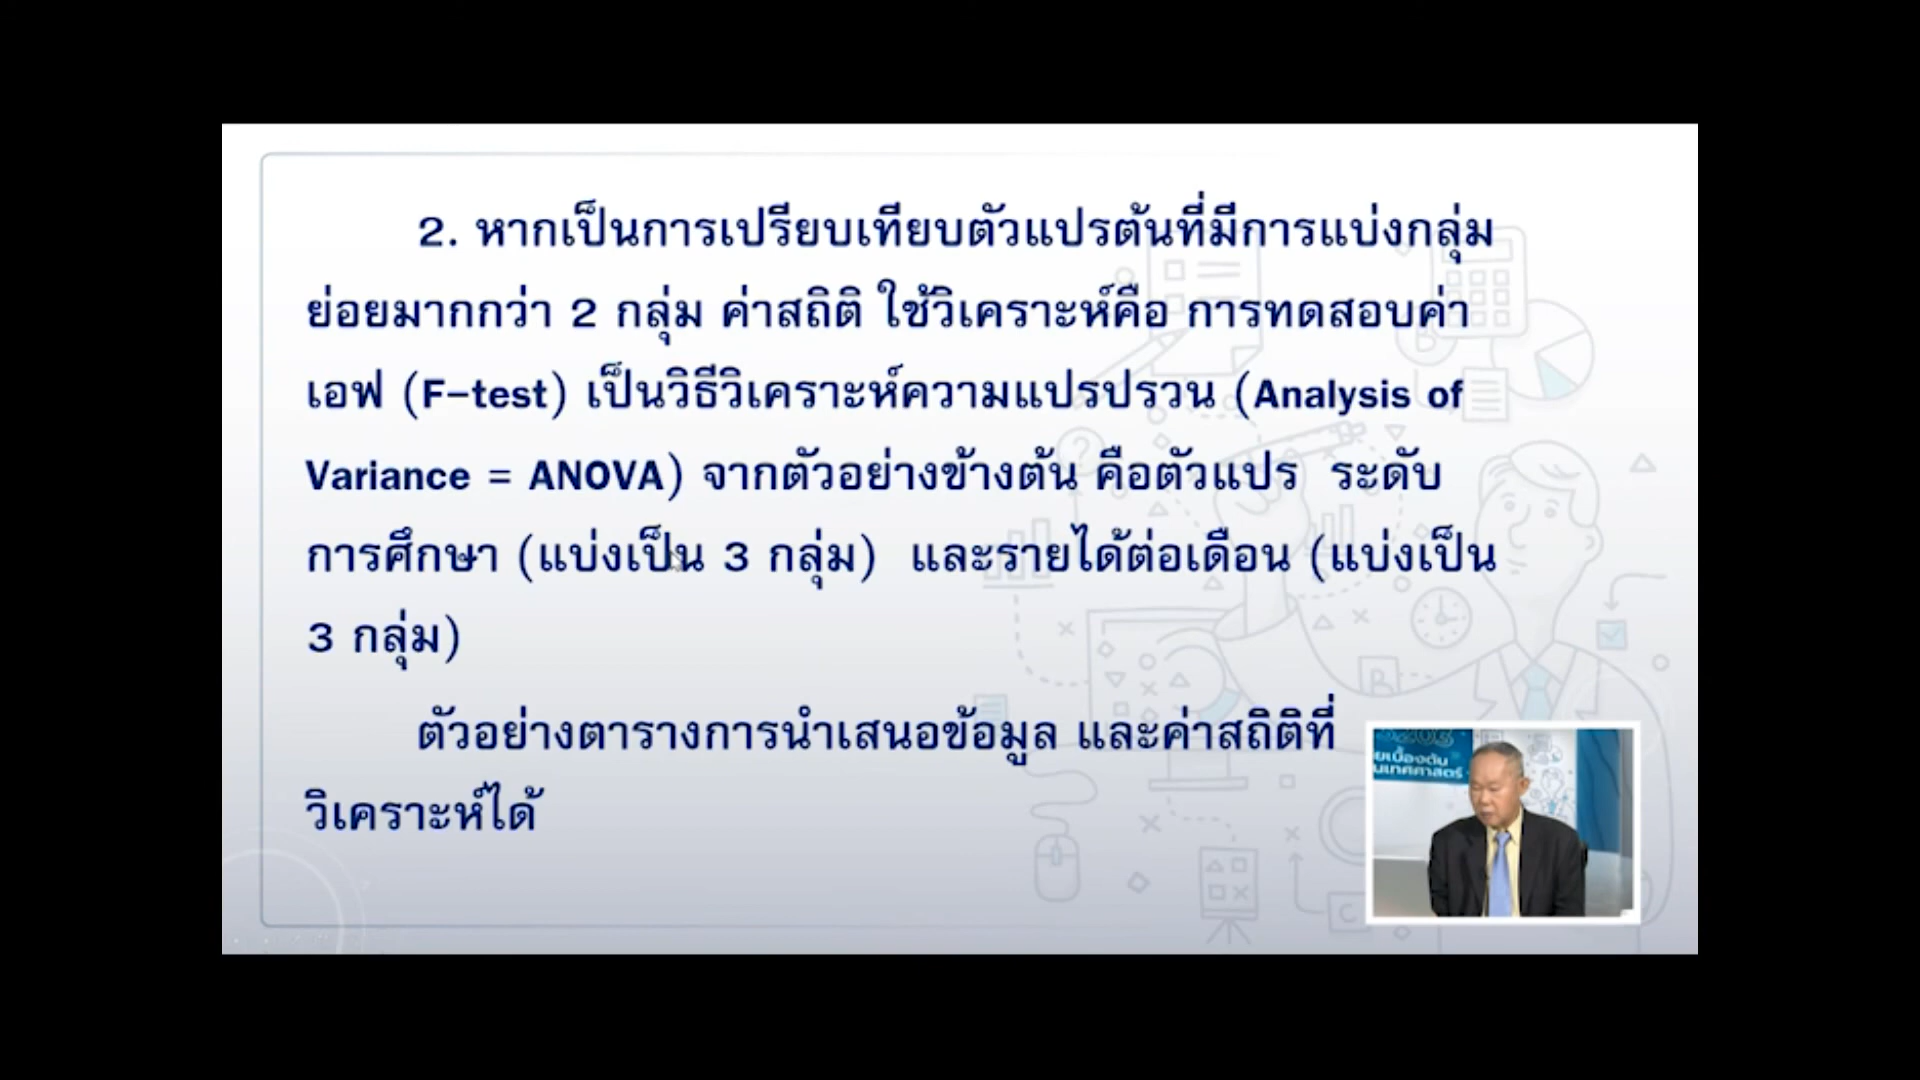 2. หากเป็นการเปรียบเทียบตัวแปรต้นที่มีการแบ่งกลุ่ม
ย่อยมากกว่า 2 กลุ่ม ค่าสถิติ ใช้วิเคราะห์คือ การทดสอบค่า
เอฟ (F-test) เป็นวิธีวิเคราะห์ความแปรปรวน (Analysis of
Variance = ANOVA) จากตัวอย่างข้างต้น คือตัวแปร ระดับ
การศึกษา (แบ่งเป็น 3 กลุ่ม) และรายได้ต่อเดือน (แบ่งเป็น
3 กลุ่ม)
ตัวอย่างตารางการนำเสนอข้อมูล และค่าสถิติที่
วิเคราะห์ได้